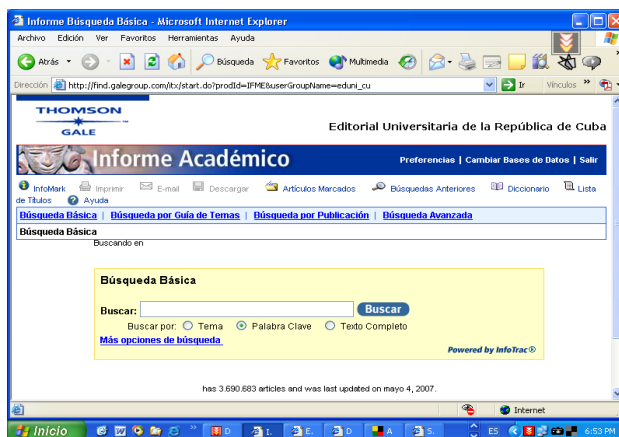 Informe Búsqueda Básica - Microsoft Internet Explorer
Archivo Edición Ver Favoritos Herramientas Ayuda
Atrás Búsqueda Favoritos Multimedia
Dirección http://find.galegroup.com/itx/start.do?prodId=IFME&userGroupName=eduni_cu Ir Vínculos »
THOMSON
GALE
Editorial Universitaria de la República de Cuba
Informe Académico
Preferencias | Cambiar Bases de Datos | Salir
InfoMark Imprimir E-mail Descargar Artículos Marcados Búsquedas Anteriores Diccionario Lista
de Títulos Ayuda
Búsqueda Básica | Búsqueda por Guía de Temas | Búsqueda por Publicación | Búsqueda Avanzada
Búsqueda Básica
Buscando en
Búsqueda Básica
Buscar: Buscar
Buscar por: Tema Palabra Clave Texto Completo
Más opciones de búsqueda
Powered by InfoTrac®
has 3.690.683 articles and was last updated on mayo 4, 2007.
Internet
Inicio » D I. E. D A S. ES 6:53 PM